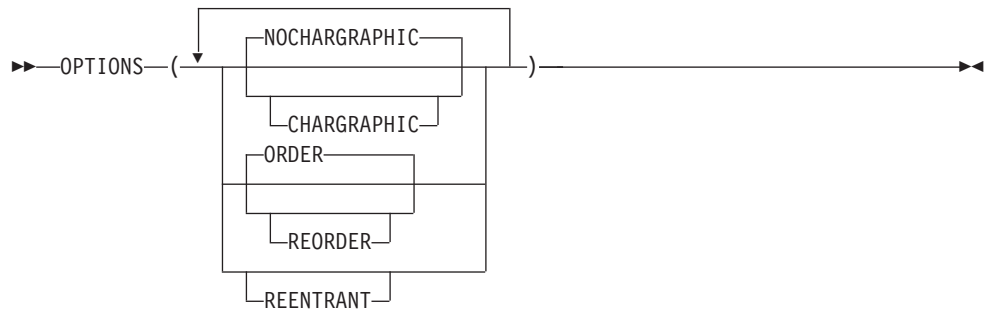 NOCHARGRAPHIC
OPTIONS ( )
CHARGRAPHIC
ORDER
REORDER
REENTRANT